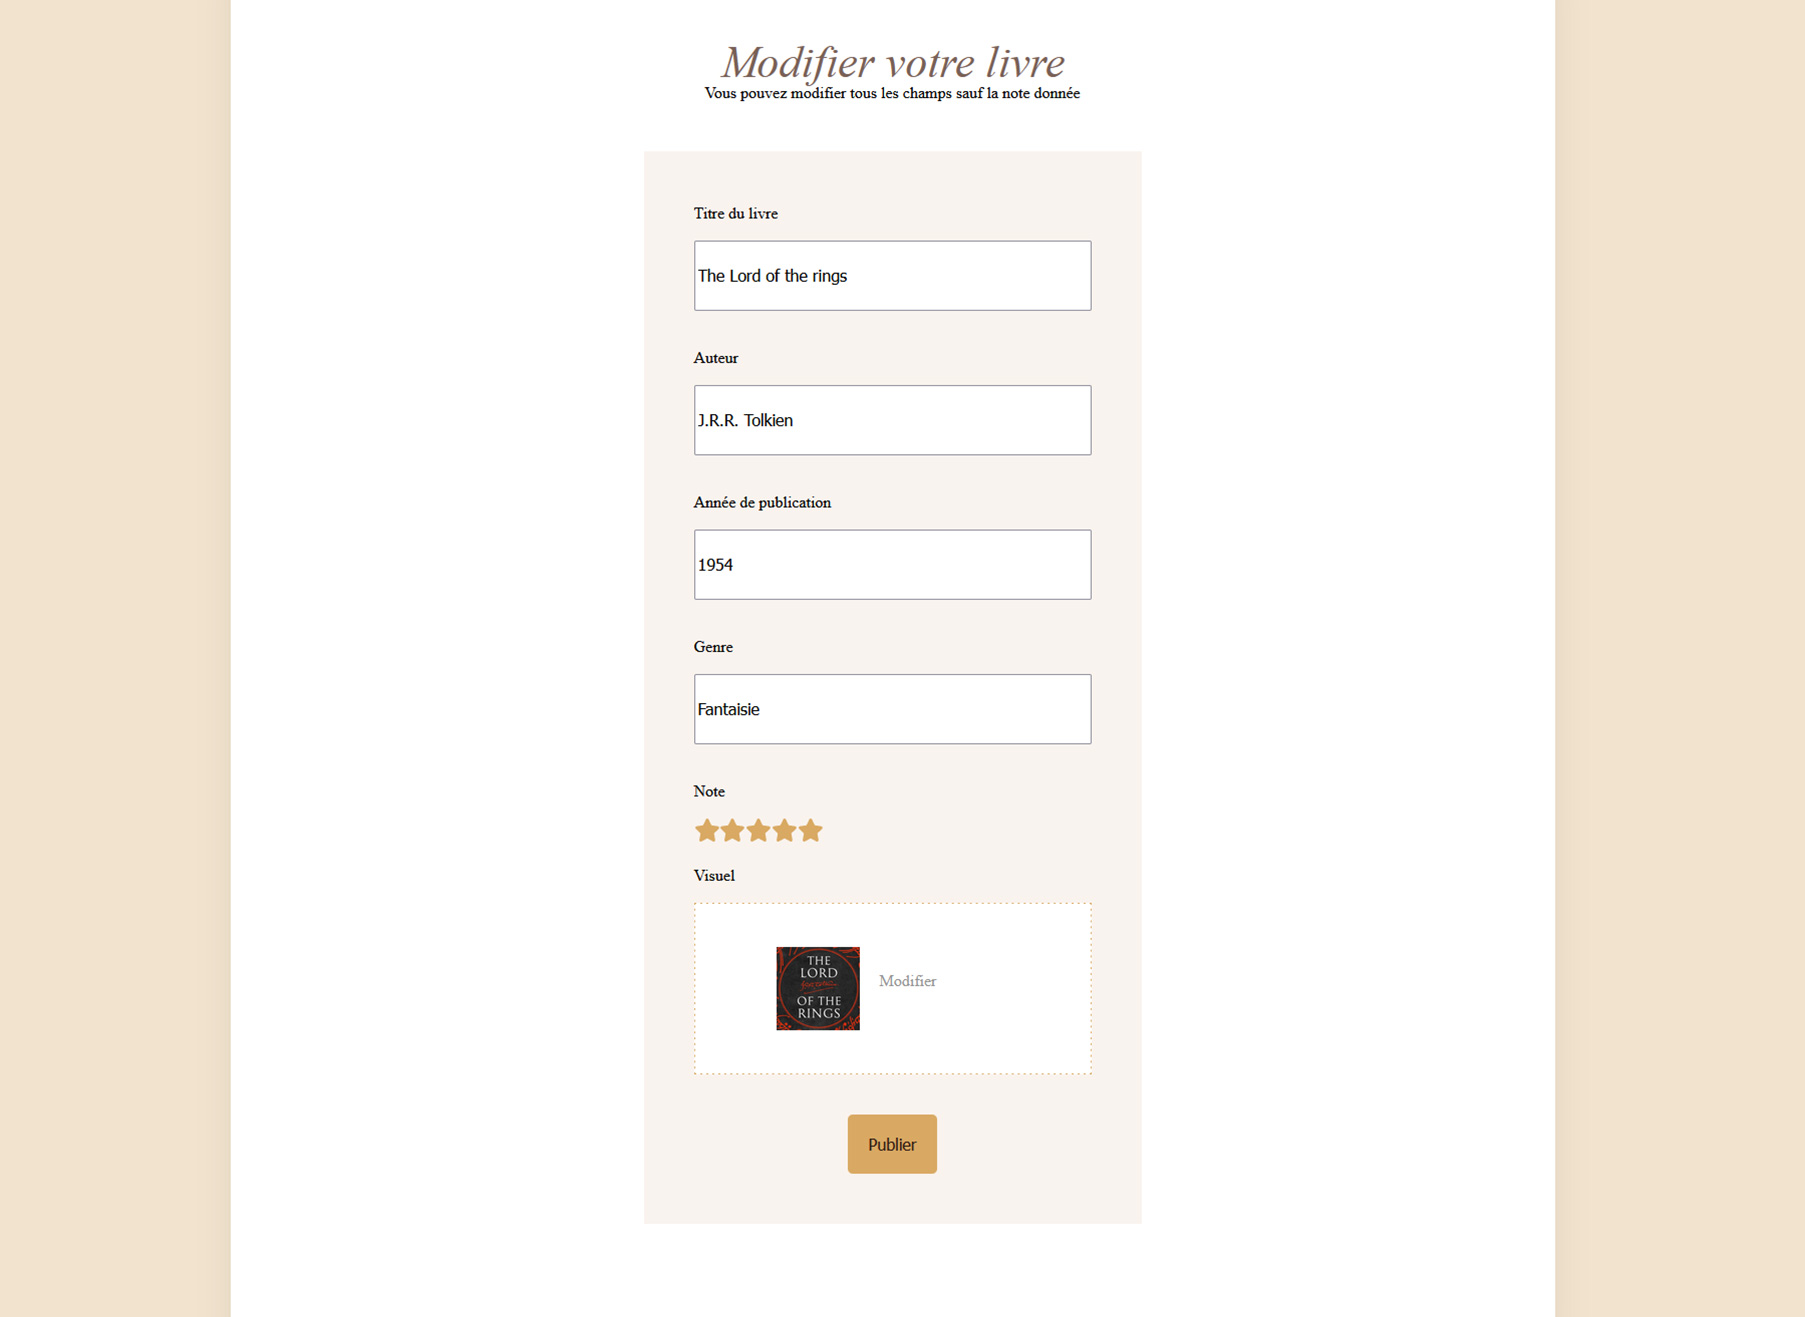 Modifier votre livre
Vous pouvez modifier tous les champs sauf la note donnée
Titre du livre
The Lord of the rings
Auteur
J.R.R. Tolkien
Année de publication
1954
Genre
Fantaisie
Note
Visuel
THE
LORD
OF THE
RINGS
Modifier
Publier